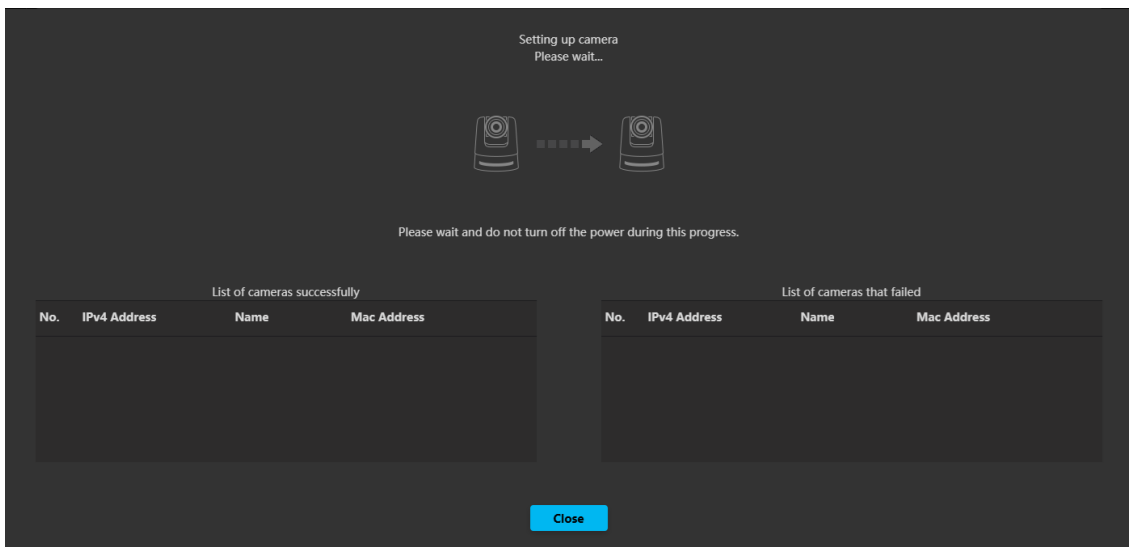 Setting up camera
Please wait...
Please wait and do not turn off the power during this progress.
List of cameras successfully
No. IPv4 Address Name Mac Address
List of cameras that failed
No. IPv4 Address Name Mac Address
Close